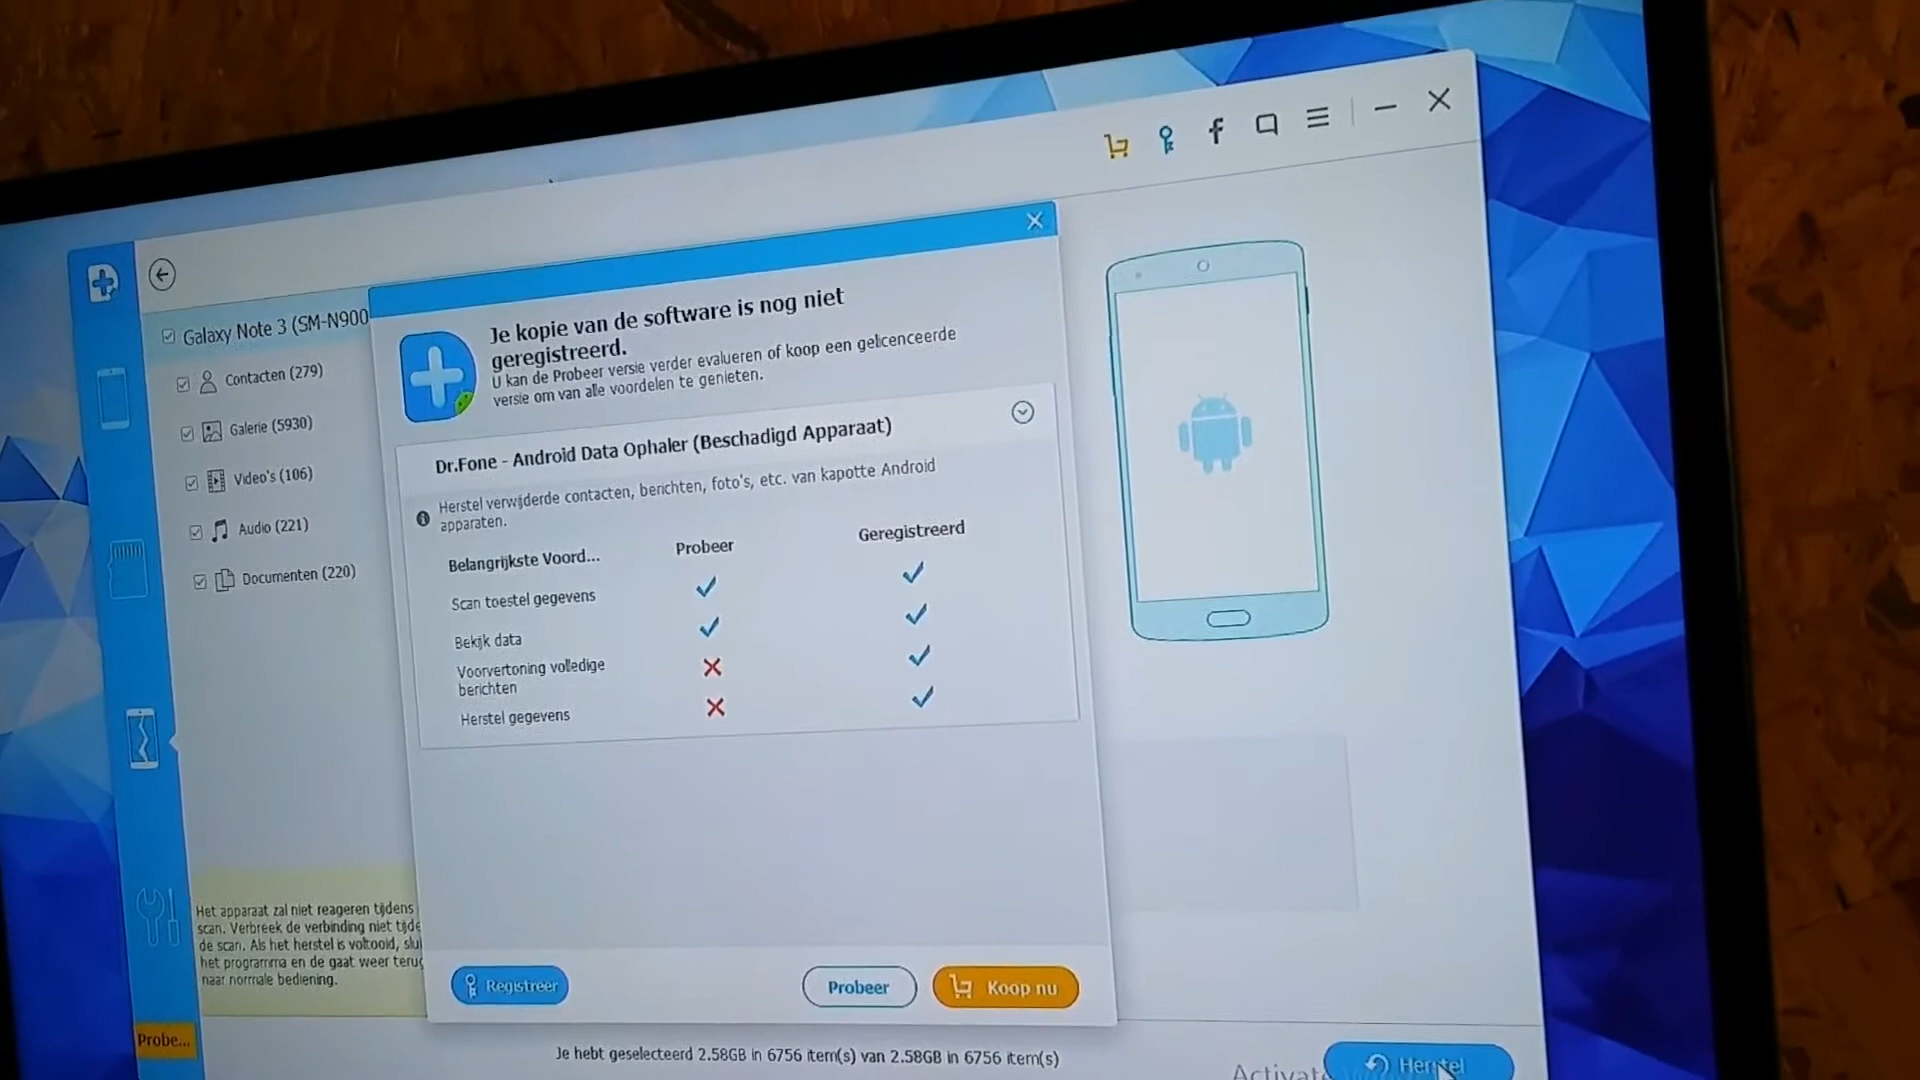 Galaxy Note 3 (SM-N900
Contacten (279)
Galerie (5930)
Video's (106)
Audio (221)
Documenten (220)
Het apparaat zal niet reageren tijdens
scan. Verbreek de verbinding niet tijde
de scan. Als het herstel is voltooid, slui
het programma en de gaat weer terug
naar normale bediening.
Probe...
Je kopie van de software is nog niet
geregistreerd.
U kan de Probeer versie verder evalueren of koop een gelicenceerde
versie om van alle voordelen te genieten.
Dr.Fone - Android Data Ophaler (Beschadigd Apparaat)
Herstel verwijderde contacten, berichten, foto's, etc. van kapotte Android
apparaten.
Belangrijkste Voord... Probeer Geregistreerd
Scan toestel gegevens
Bekijk data
Voorvertoning volledige
berichten
Herstel gegevens
Registreer Probeer Koop nu
Je hebt geselecteerd 2.58GB in 6756 item(s) van 2.58GB in 6756 item(s)
Activate
Herstel